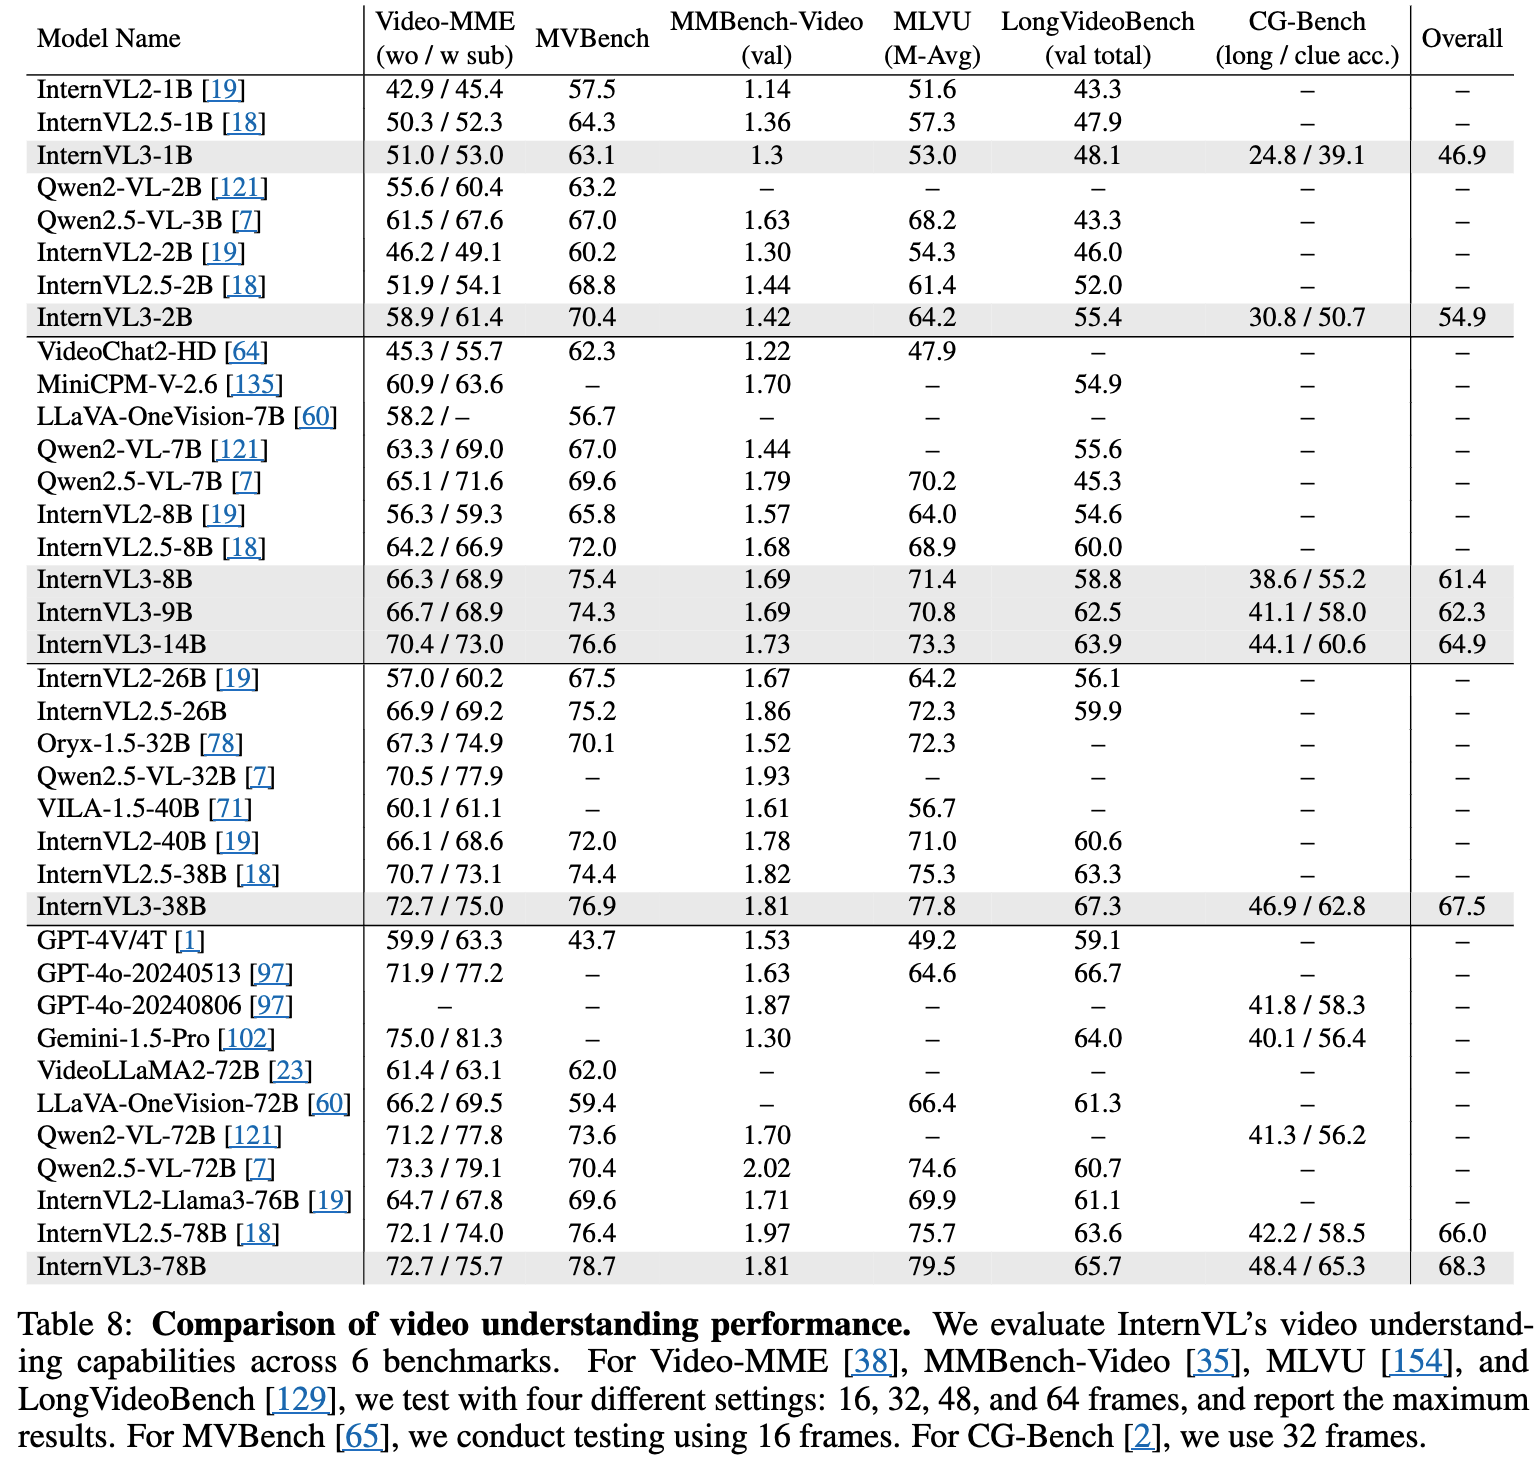 Model Name Video-MME (wo / w sub) MVBench MMBench-Video (val) MLVU (M-Avg) LongVideoBench (val total) CG-Bench (long / clue acc.) Overall
InternVL2-1B [19] 42.9 / 45.4 57.5 1.14 51.6 43.3 – –
InternVL2.5-1B [18] 50.3 / 52.3 64.3 1.36 57.3 47.9 – –
InternVL3-1B 51.0 / 53.0 63.1 1.3 53.0 48.1 24.8 / 39.1 46.9
Qwen2-VL-2B [121] 55.6 / 60.4 63.2 – – – – –
Qwen2.5-VL-3B [7] 61.5 / 67.6 67.0 1.63 68.2 43.3 – –
InternVL2-2B [19] 46.2 / 49.1 60.2 1.30 54.3 46.0 – –
InternVL2.5-2B [18] 51.9 / 54.1 68.8 1.44 61.4 52.0 – –
InternVL3-2B 58.9 / 61.4 70.4 1.42 64.2 55.4 30.8 / 50.7 54.9
VideoChat2-HD [64] 45.3 / 55.7 62.3 1.22 47.9 – – –
MiniCPM-V-2.6 [135] 60.9 / 63.6 – 1.70 – 54.9 – –
LLaVA-OneVision-7B [60] 58.2 / – 56.7 – – – – –
Qwen2-VL-7B [121] 63.3 / 69.0 67.0 1.44 – 55.6 – –
Qwen2.5-VL-7B [7] 65.1 / 71.6 69.6 1.79 70.2 45.3 – –
InternVL2-8B [19] 56.3 / 59.3 65.8 1.57 64.0 54.6 – –
InternVL2.5-8B [18] 64.2 / 66.9 72.0 1.68 68.9 60.0 – –
InternVL3-8B 66.3 / 68.9 75.4 1.69 71.4 58.8 38.6 / 55.2 61.4
InternVL3-9B 66.7 / 68.9 74.3 1.69 70.8 62.5 41.1 / 58.0 62.3
InternVL3-14B 70.4 / 73.0 76.6 1.73 73.3 63.9 44.1 / 60.6 64.9
InternVL2-26B [19] 57.0 / 60.2 67.5 1.67 64.2 56.1 – –
InternVL2.5-26B 66.9 / 69.2 75.2 1.86 72.3 59.9 – –
Oryx-1.5-32B [78] 67.3 / 74.9 70.1 1.52 72.3 – – –
Qwen2.5-VL-32B [7] 70.5 / 77.9 – 1.93 – – – –
VILA-1.5-40B [71] 60.1 / 61.1 – 1.61 56.7 – – –
InternVL2-40B [19] 66.1 / 68.6 72.0 1.78 71.0 60.6 – –
InternVL2.5-38B [18] 70.7 / 73.1 74.4 1.82 75.3 63.3 – –
InternVL3-38B 72.7 / 75.0 76.9 1.81 77.8 67.3 46.9 / 62.8 67.5
GPT-4V/4T [1] 59.9 / 63.3 43.7 1.53 49.2 59.1 – –
GPT-4o-20240513 [97] 71.9 / 77.2 – 1.63 64.6 66.7 – –
GPT-4o-20240806 [97] – – 1.87 – – 41.8 / 58.3 –
Gemini-1.5-Pro [102] 75.0 / 81.3 – 1.30 – 64.0 40.1 / 56.4 –
VideoLLaMA2-72B [23] 61.4 / 63.1 62.0 – – – – –
LLaVA-OneVision-72B [60] 66.2 / 69.5 59.4 – 66.4 61.3 – –
Qwen2-VL-72B [121] 71.2 / 77.8 73.6 1.70 – – 41.3 / 56.2 –
Qwen2.5-VL-72B [7] 73.3 / 79.1 70.4 2.02 74.6 60.7 – –
InternVL2-Llama3-76B [19] 64.7 / 67.8 69.6 1.71 69.9 61.1 – –
InternVL2.5-78B [18] 72.1 / 74.0 76.4 1.97 75.7 63.6 42.2 / 58.5 66.0
InternVL3-78B 72.7 / 75.7 78.7 1.81 79.5 65.7 48.4 / 65.3 68.3
Table 8: Comparison of video understanding performance. We evaluate InternVL's video understand-
ing capabilities across 6 benchmarks. For Video-MME [38], MMBench-Video [35], MLVU [154], and
LongVideoBench [129], we test with four different settings: 16, 32, 48, and 64 frames, and report the maximum
results. For MVBench [65], we conduct testing using 16 frames. For CG-Bench [2], we use 32 frames.